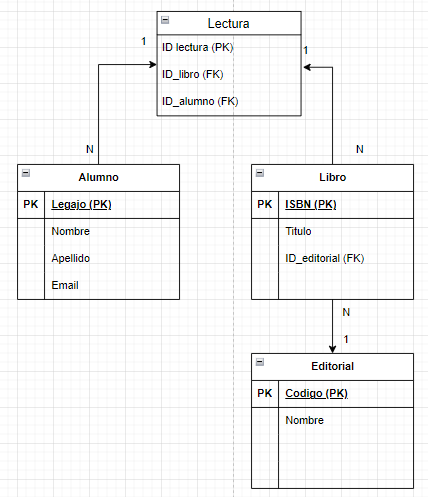 Lectura
ID lectura (PK)
ID_libro (FK)
ID_alumno (FK)
1
1
N
N
Alumno
PK Legajo (PK)
Nombre
Apellido
Email
Libro
PK ISBN (PK)
Titulo
ID_editorial (FK)
N
1
Editorial
PK Codigo (PK)
Nombre